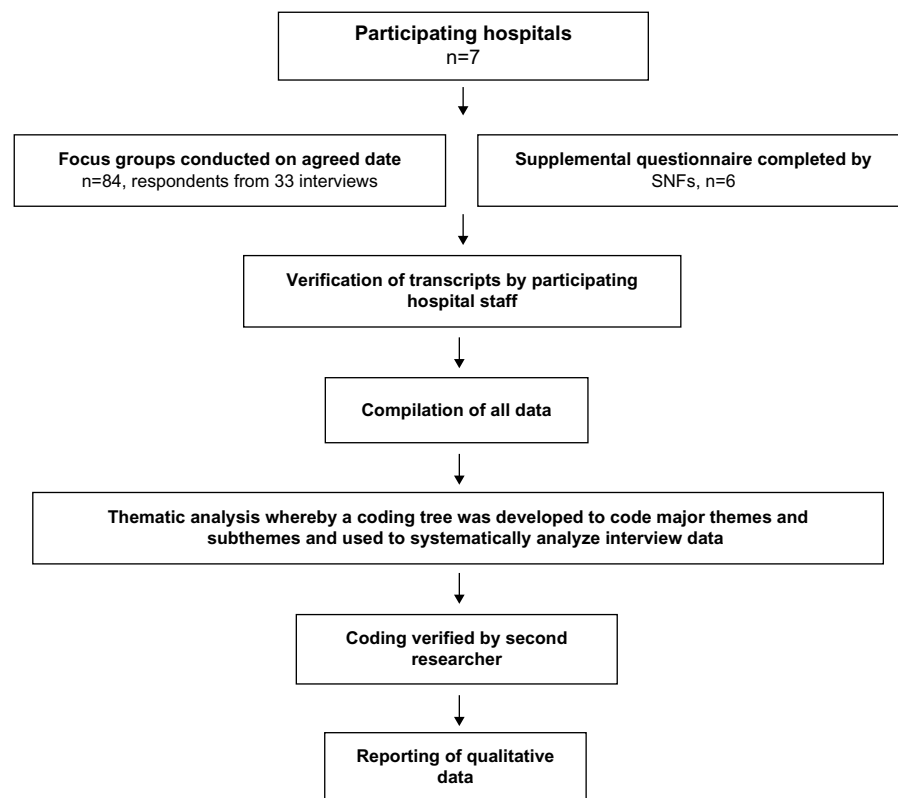 Participating hospitals
n=7
Focus groups conducted on agreed date
n=84, respondents from 33 interviews
Supplemental questionnaire completed by
SNFs, n=6
Verification of transcripts by participating
hospital staff
Compilation of all data
Thematic analysis whereby a coding tree was developed to code major themes and
subthemes and used to systematically analyze interview data
Coding verified by second
researcher
Reporting of qualitative
data